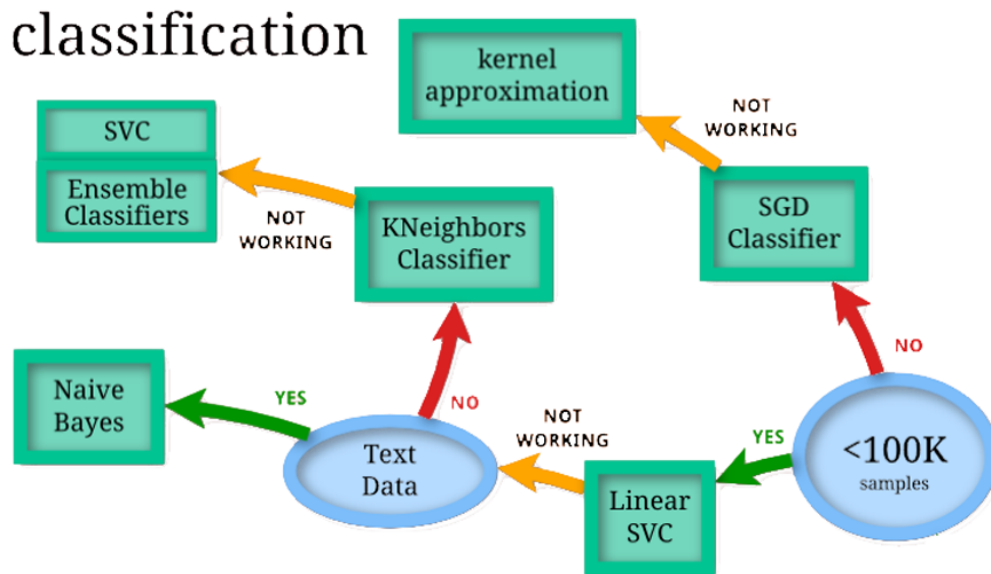 classification
kernel
approximation
NOT
WORKING
SVC
Ensemble
Classifiers
NOT
WORKING
KNeighbors
Classifier
SGD
Classifier
NO
NO
Naive
Bayes
YES
Text
Data
NOT
WORKING
Linear
SVC
YES
<100K
samples